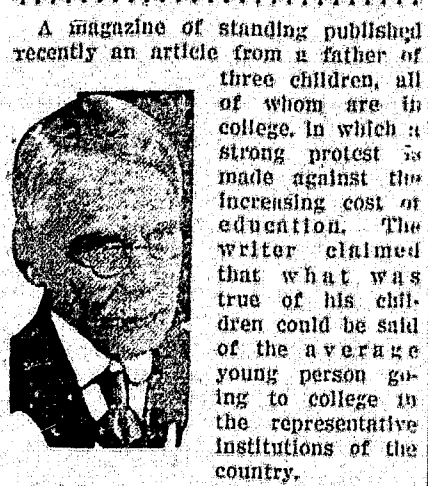 A magazine of standing published
recently an article from a father of
three children, all
of whom are in
college, in which a
strong protest is
made against the
increasing cost of
education. The
writer claimed
that what was
true of his chil-
dren could be said
of the average
young person go-
ing to college in
the representative
institutions of the
country.